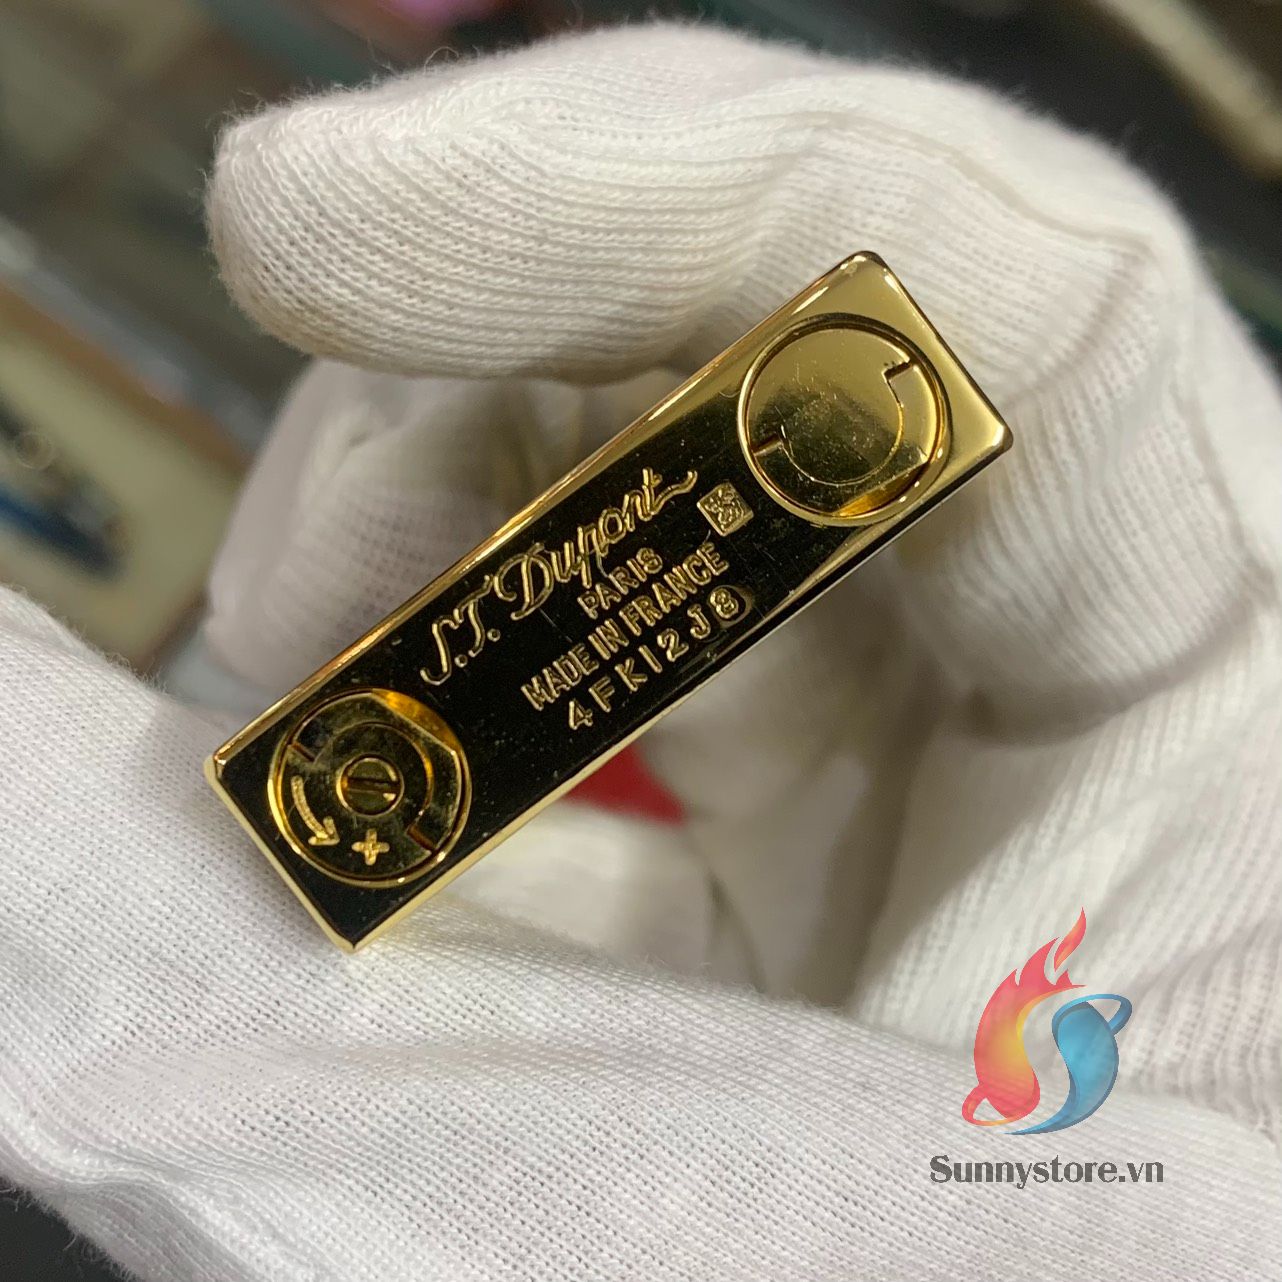 S.T. Dupont
PARIS
MADE IN FRANCE
4FK12J8
+
Sunnystore.vn